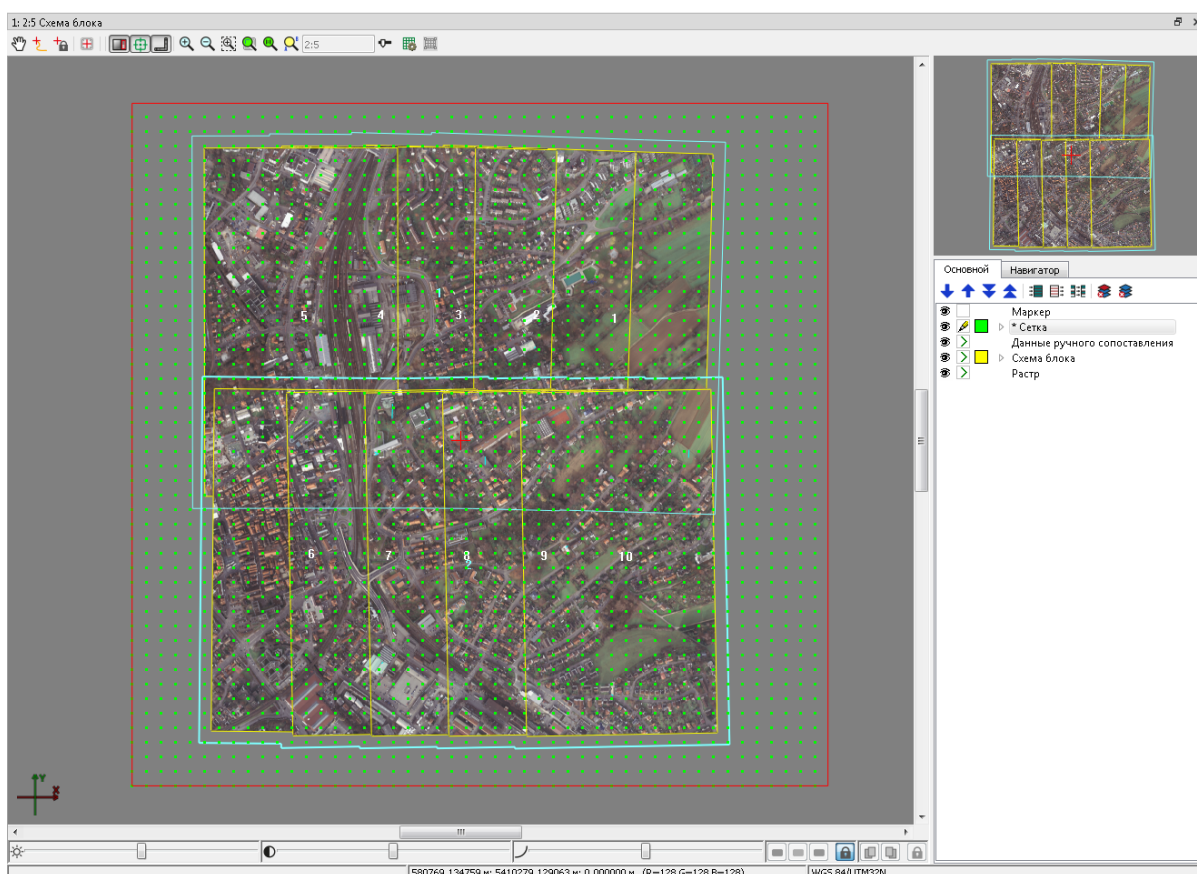 1: 2:5 Схема блока
2:5
Основной
Навигатор
Маркер
* Сетка
Данные ручного сопоставления
Схема блока
Растр
1
5
4
3
2
1
6
7
8
9
10
2
1
Y
X
580769.134759 м; 5410279.129063 м; 0.000000 м (R=128,G=128,B=128)
WGS 84/UTM32N